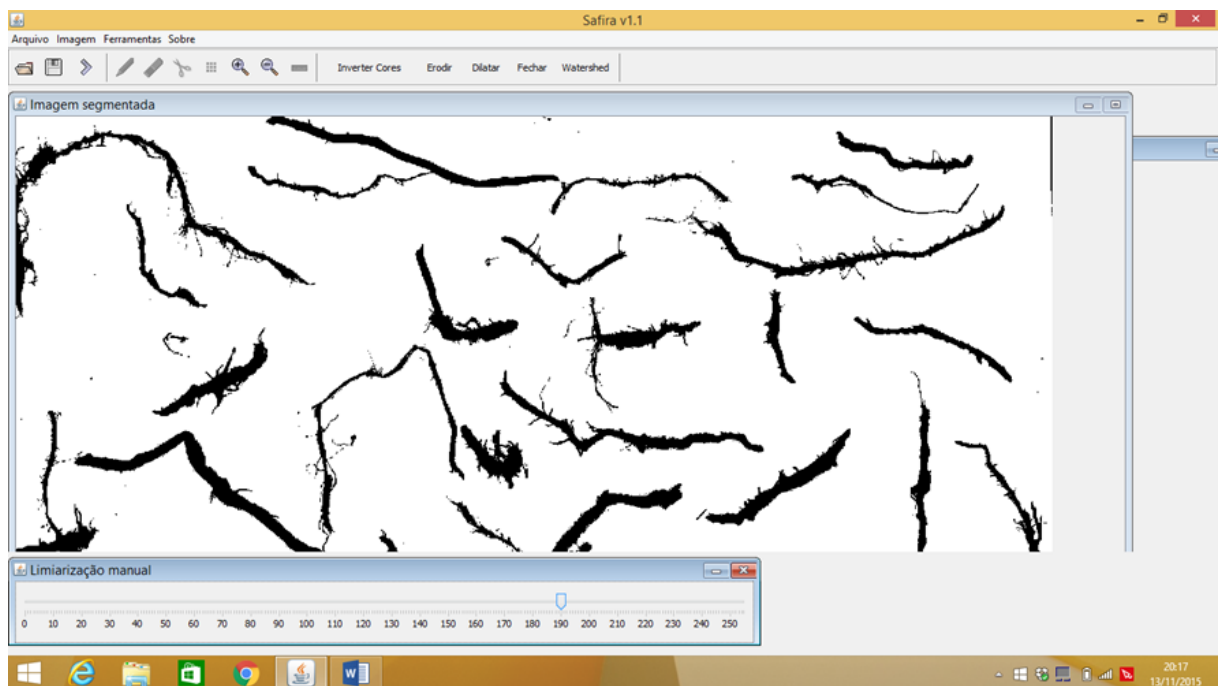 Safira v1.1
Arquivo Imagem Ferramentas Sobre
Inverter Cores Erodir Dilatar Fechar Watershed
Imagem segmentada
Limiarização manual
0 10 20 30 40 50 60 70 80 90 100 110 120 130 140 150 160 170 180 190 200 210 220 230 240 250
20:17
13/11/2015